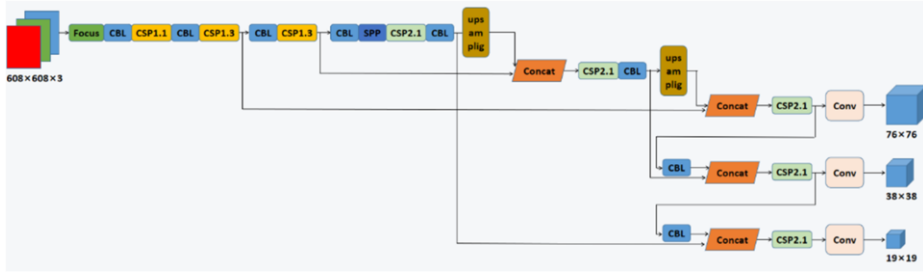 Focus CBL CSP1.1 CBL CSP1.3 CBL CSP1.3 CBL SPP CSP2.1 CBL
ups
am
plig
608×608×3
Concat CSP2.1 CBL
ups
am
plig
Concat CSP2.1 Conv
76×76
CBL Concat CSP2.1 Conv
38×38
CBL Concat CSP2.1 Conv
19×19